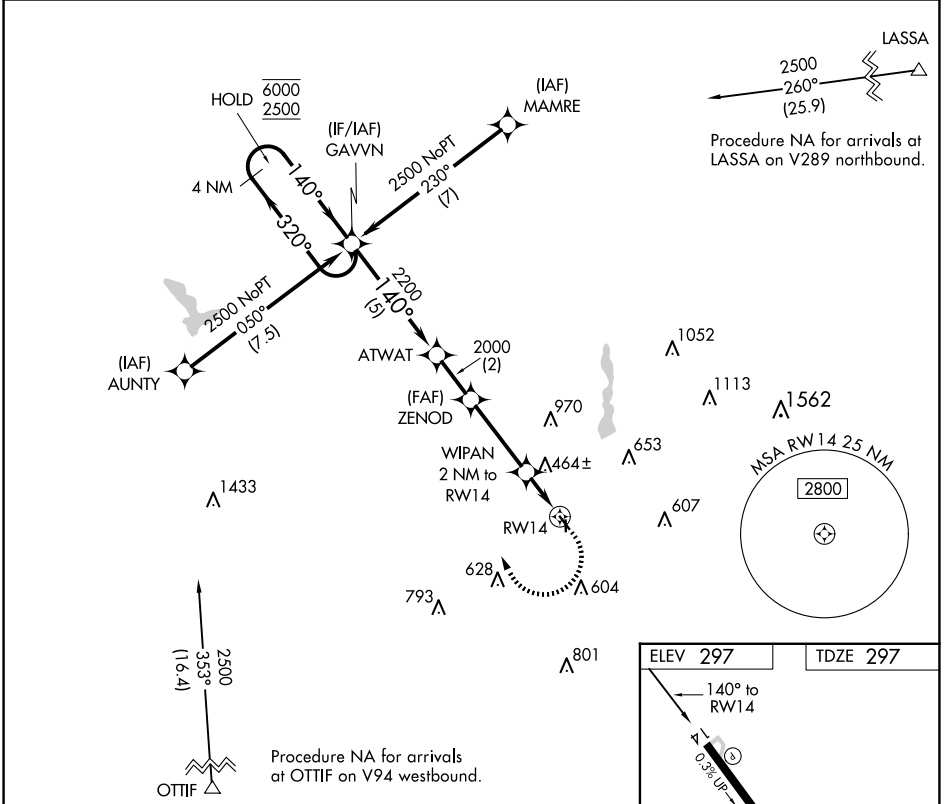 LASSA
2500
260°
(25.9)
Procedure NA for arrivals at
LASSA on V289 northbound.
HOLD
6000
2500
(IAF)
MAMRE
(IF/IAF)
GAVVN
4 NM
140°
320°
2500 NoPT
230°
(7)
2500 NoPT
050°
(7.5)
(IAF)
AUNTY
2200
140°
(5)
ATWAT
2000
(2)
(FAF)
ZENOD
WIPAN
2 NM to
RW14
RW14
1052
1113
1562
970
464±
653
607
1433
628
604
793
801
MSA RW14 25 NM
2800
2500
353°
(16.4)
OTTIF
Procedure NA for arrivals
at OTTIF on V94 westbound.
ELEV 297
TDZE 297
140° to
RW14
14
P
0.3% UP